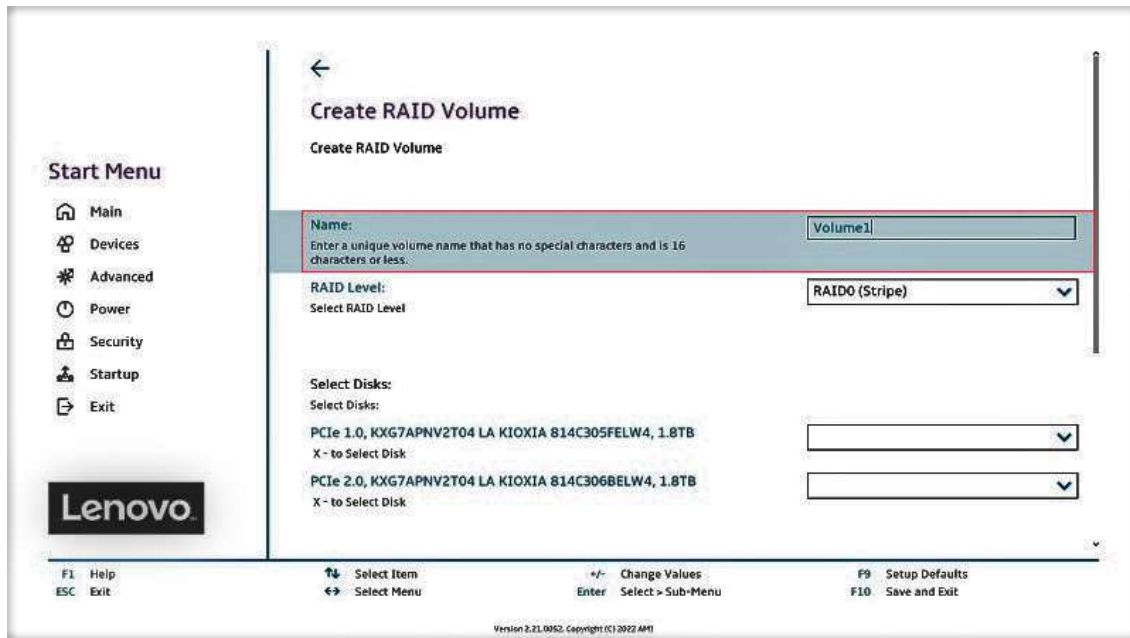 Create RAID Volume
Create RAID Volume
Start Menu
Main
Devices
Advanced
Power
Security
Startup
Exit
Name:
Enter a unique volume name that has no special characters and is 16
characters or less.
Volume1
RAID Level:
Select RAID Level
RAID0 (Stripe)
Select Disks:
Select Disks:
PCIe 1.0, KXG7APNV2T04 LA KIOXIA 814C305FELW4, 1.8TB
X - to Select Disk
PCIe 2.0, KXG7APNV2T04 LA KIOXIA 814C306BELW4, 1.8TB
X - to Select Disk
Lenovo
F1 Help
ESC Exit
Select Item
Select Menu
+/- Change Values
Enter Select > Sub-Menu
F9 Setup Defaults
F10 Save and Exit
Version 2.21.0052. Copyright (C) 2022 AMI